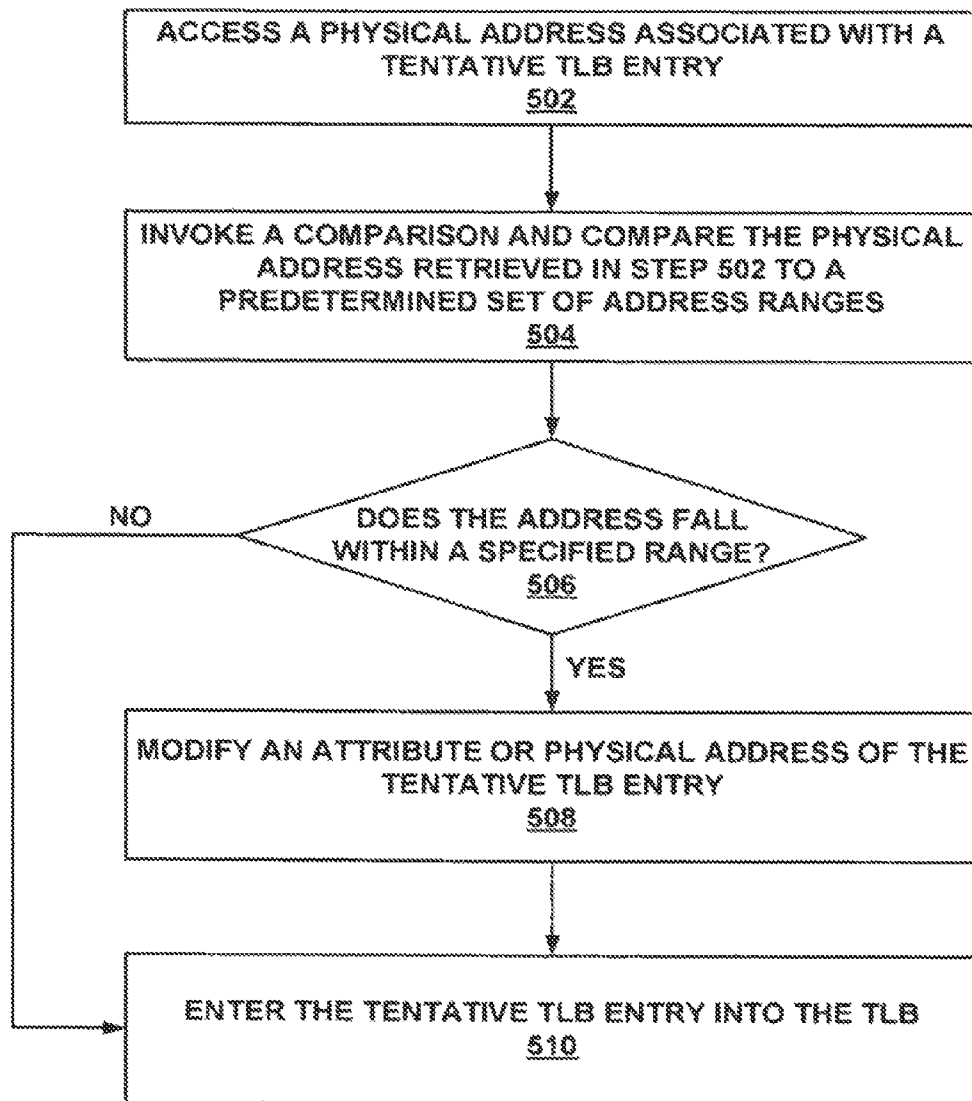 ACCESS A PHYSICAL ADDRESS ASSOCIATED WITH A
TENTATIVE TLB ENTRY
502
INVOKE A COMPARISON AND COMPARE THE PHYSICAL
ADDRESS RETRIEVED IN STEP 502 TO A
PREDETERMINED SET OF ADDRESS RANGES
504
NO
DOES THE ADDRESS FALL
WITHIN A SPECIFIED RANGE?
506
YES
MODIFY AN ATTRIBUTE OR PHYSICAL ADDRESS OF THE
TENTATIVE TLB ENTRY
508
ENTER THE TENTATIVE TLB ENTRY INTO THE TLB
510